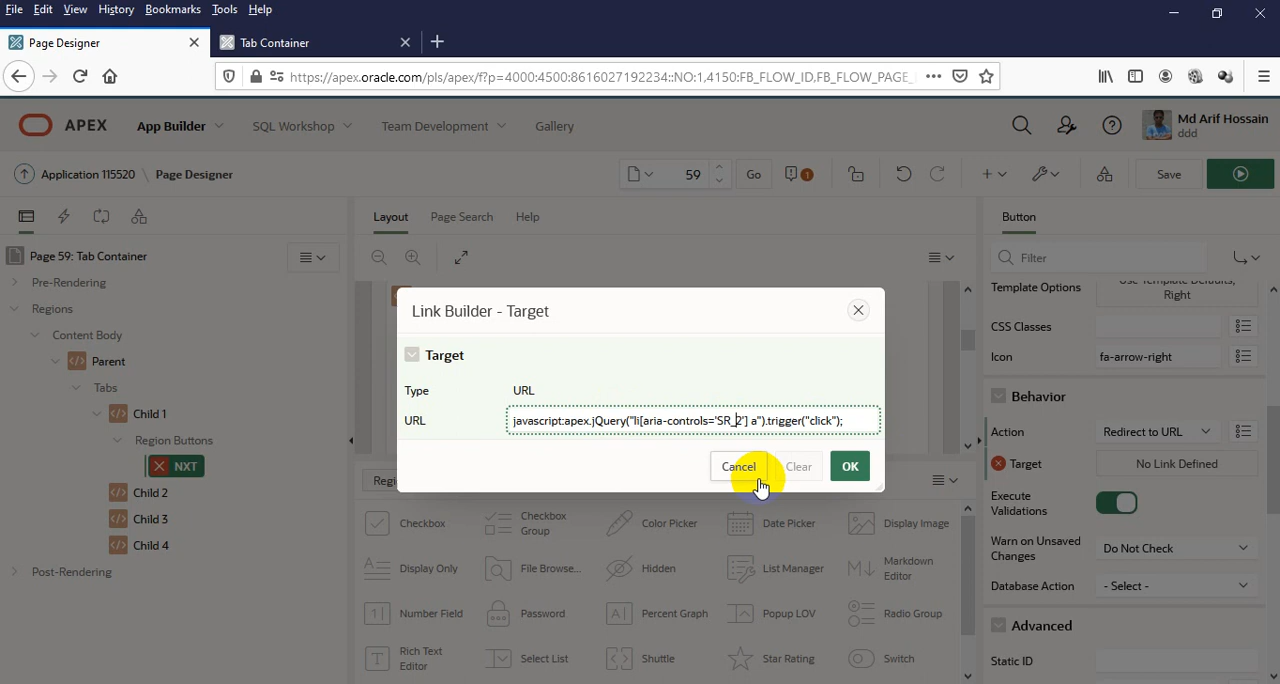 File Edit View History Bookmarks Tools Help
Page Designer Tab Container
https://apex.oracle.com/pls/apex/f?p=4000:4500:8616027192234::NO:1,4150:FB_FLOW_ID,FB_FLOW_PAGE_
APEX App Builder SQL Workshop Team Development Gallery Md Arif Hossain
ddd
Application 115520 \ Page Designer 59 Go 1 Save
Layout Page Search Help Button
Page 59: Tab Container Filter
Pre-Rendering
Regions
Content Body
Parent
Tabs
Child 1
Region Buttons
NXT
Child 2
Child 3
Child 4
Post-Rendering
Link Builder - Target
Target
Type URL
URL javascript:apex.jQuery("li[aria-controls='SR_2'] a").trigger("click");
Cancel Clear OK
Checkbox Checkbox Group Color Picker Date Picker Display Image
Display Only File Browse... Hidden List Manager Markdown Editor
Number Field Password Percent Graph Popup LOV Radio Group
Rich Text Editor Select List Shuttle Star Rating Switch
Template Options Use Template Defaults, Right
CSS Classes
Icon fa-arrow-right
Behavior
Action Redirect to URL
Target No Link Defined
Execute Validations
Warn on Unsaved Changes Do Not Check
Database Action - Select -
Advanced
Static ID